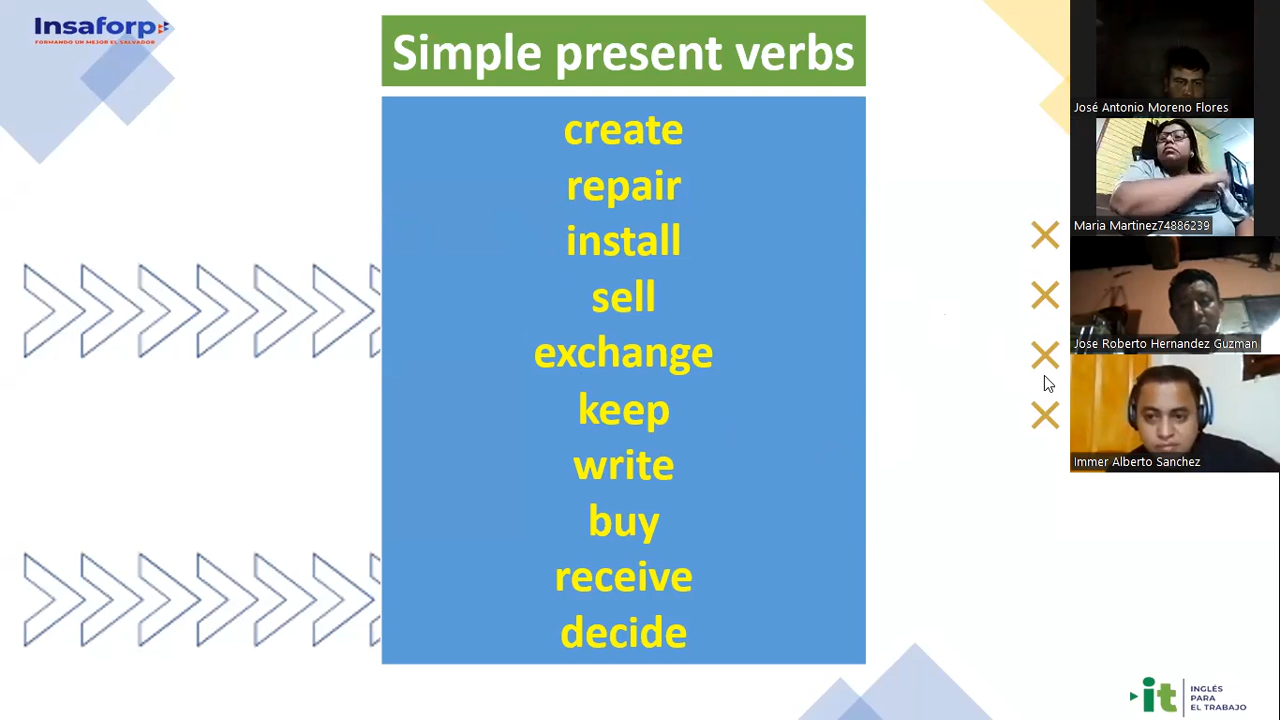 Insaforp
FORMANDO UN MEJOR EL SALVADOR
Simple present verbs
create
repair
install
sell
exchange
keep
write
buy
receive
decide
José Antonio Moreno Flores
Maria Martinez74886239
Jose Roberto Hernandez Guzman
Immer Alberto Sanchez
it
INGLÉS
PARA
EL TRABAJO